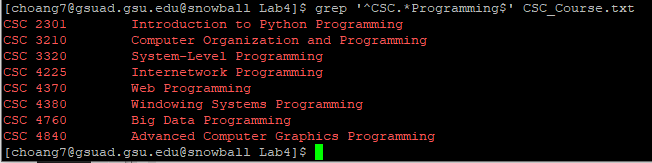 [choang7@gsuad.gsu.edu@snowball Lab4]$ grep '^CSC.*Programming$' CSC_Course.txt
CSC 2301 Introduction to Python Programming
CSC 3210 Computer Organization and Programming
CSC 3320 System-Level Programming
CSC 4225 Internetwork Programming
CSC 4370 Web Programming
CSC 4380 Windowing Systems Programming
CSC 4760 Big Data Programming
CSC 4840 Advanced Computer Graphics Programming
[choang7@gsuad.gsu.edu@snowball Lab4]$